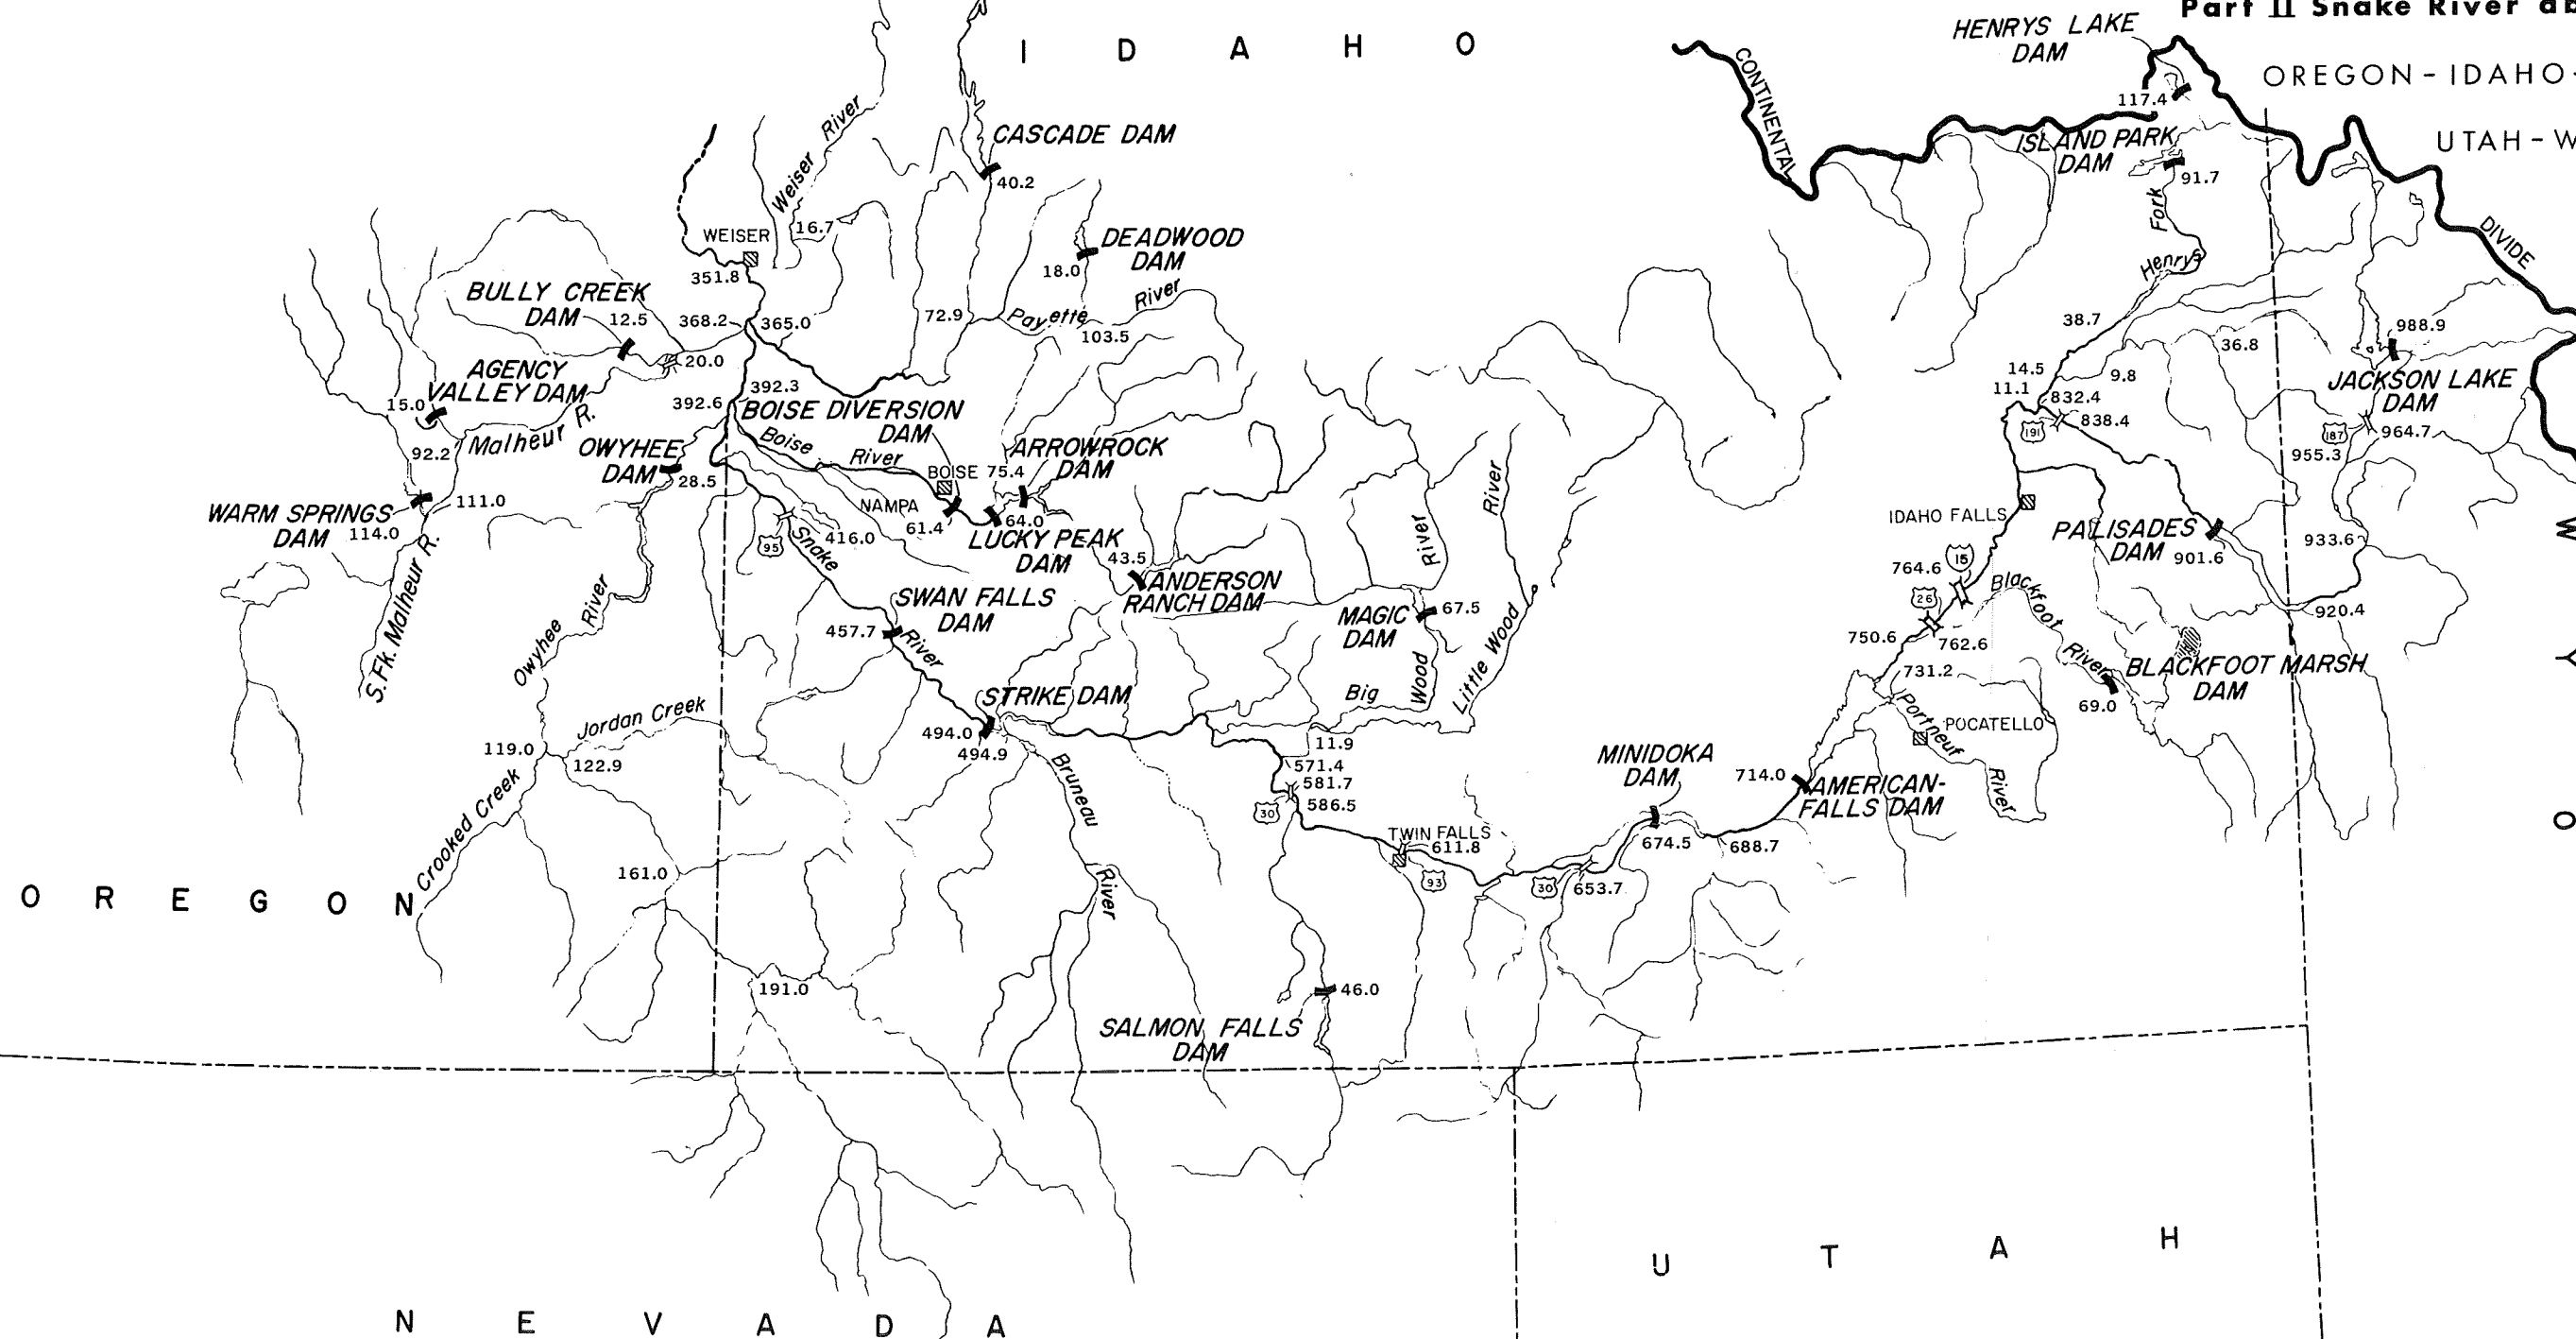 Part II Snake River ab
HENRYS LAKE
DAM
I D A H O
CONTINENTAL
OREGON - IDAHO -
117.4
UTAH - W
ISLAND PARK
DAM
91.7
CASCADE DAM
40.2
Weiser River
16.7
WEISER
351.8
DEADWOOD
DAM
18.0
Henrys Fork
DIVIDE
BULLY CREEK
DAM
12.5
368.2
365.0
72.9
Payette River
103.5
38.7
36.8
988.9
20.0
AGENCY
VALLEY DAM
15.0
14.5
11.1
9.8
JACKSON LAKE
DAM
392.3
392.6
BOISE DIVERSION
DAM
832.4
838.4
191
187
964.7
955.3
Malheur R.
92.2
OWYHEE
DAM
28.5
Boise River
BOISE
75.4
ARROWROCK
DAM
111.0
WARM SPRINGS
DAM
114.0
NAMPA
61.4
64.0
LUCKY PEAK
DAM
River
River
IDAHO FALLS
PALISADES
DAM
901.6
933.6
W
95
416.0
Snake
43.5
ANDERSON
RANCH DAM
764.6
15
Blackfoot
River
26
920.4
S. Fk. Malheur R.
Owyhee River
SWAN FALLS
DAM
457.7
River
MAGIC
DAM
67.5
750.6
762.6
BLACKFOOT MARSH
DAM
69.0
Y
Big Wood
Little Wood
731.2
STRIKE DAM
Jordan Creek
494.0
494.9
Portneuf
River
POCATELLO
119.0
122.9
11.9
571.4
581.7
586.5
30
Bruneau
River
MINIDOKA
DAM
714.0
AMERICAN-
FALLS DAM
Crooked Creek
TWIN FALLS
611.8
93
674.5
688.7
O
161.0
30
653.7
O R E G O N
191.0
46.0
SALMON FALLS
DAM
U T A H
N E V A D A